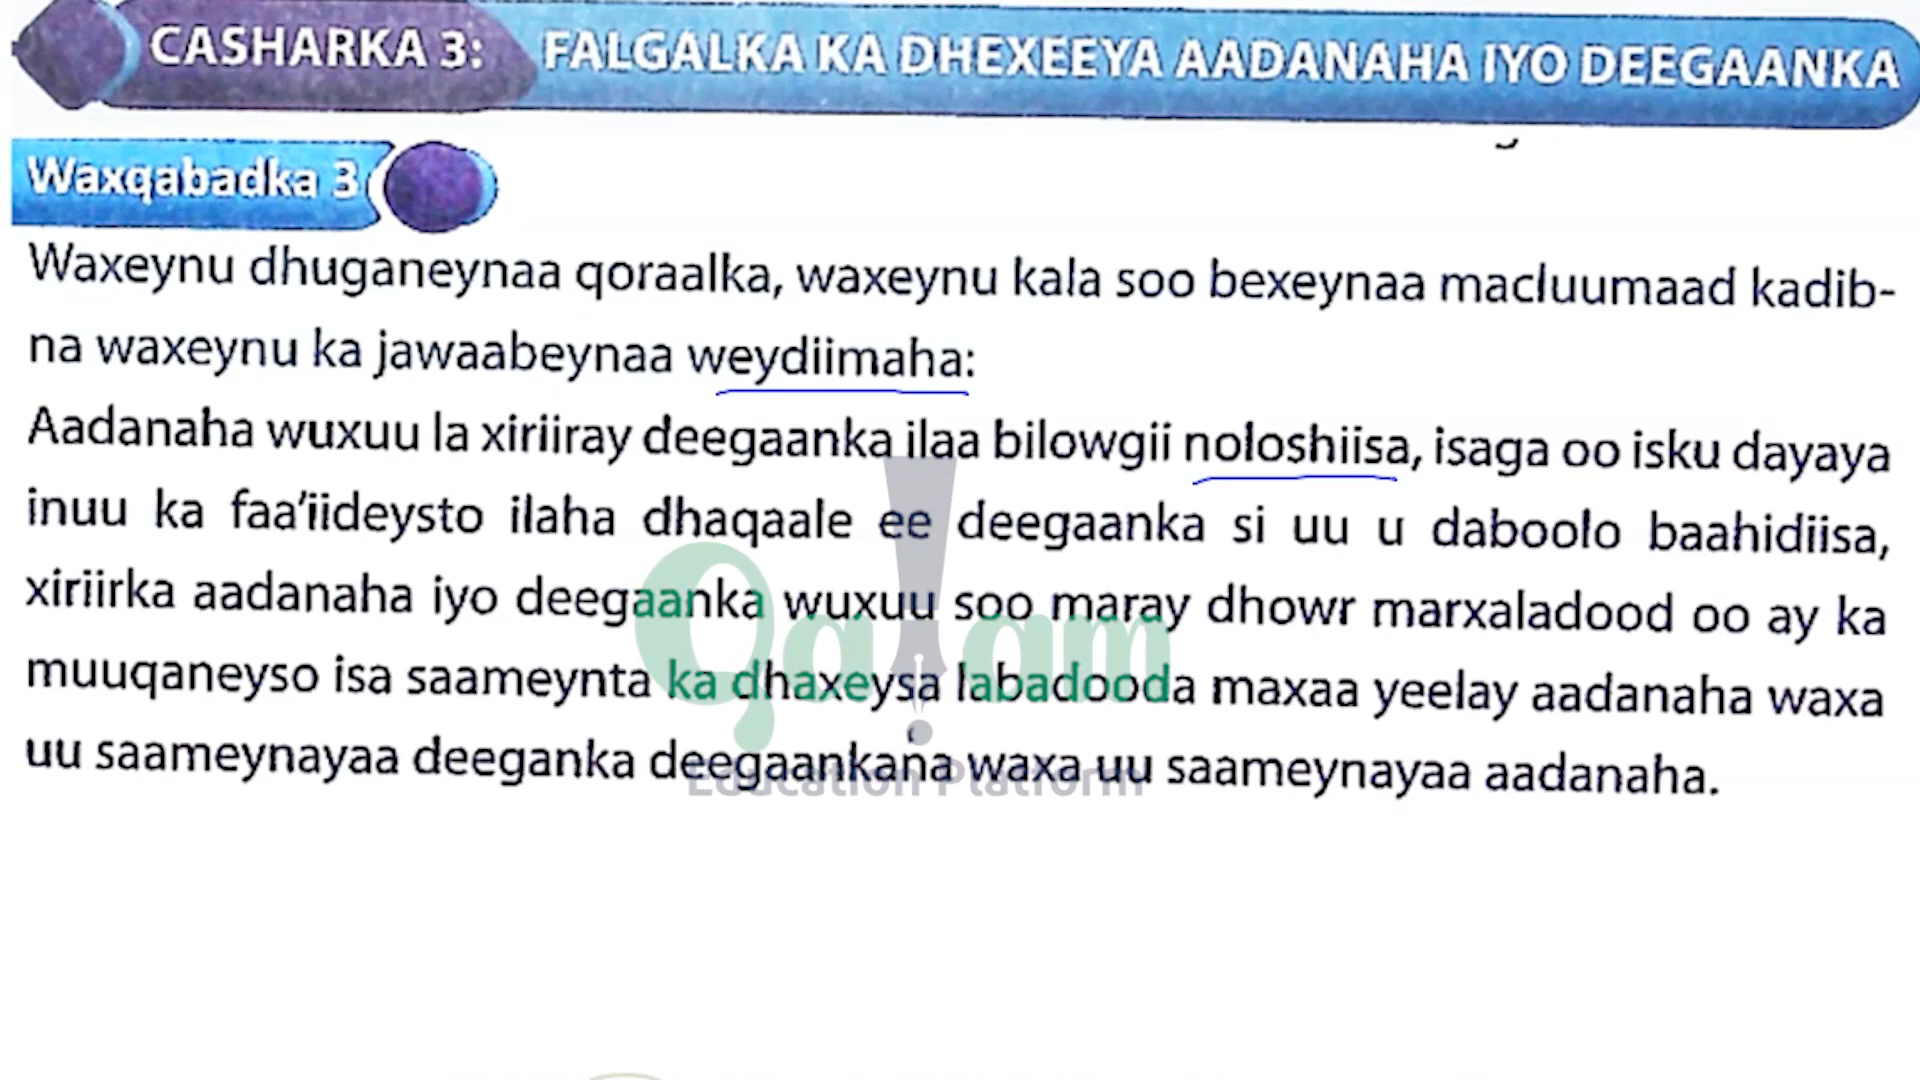 CASHARKA 3: FALGALKA KA DHEXEEYA AADANAHA IYO DEEGAANKA
Waxqabadka 3
Waxeynu dhuganeynaa qoraalka, waxeynu kala soo bexeynaa macluumaad kadib-
na waxeynu ka jawaabeynaa weydiimaha:
Aadanaha wuxuu la xiriiray deegaanka ilaa bilowgii noloshiisa, isaga oo isku dayaya
inuu ka faa'iideysto ilaha dhaqaale ee deegaanka si uu u daboolo baahidiisa,
xiriirka aadanaha iyo deegaanka wuxuu soo maray dhowr marxaladood oo ay ka
muuqaneyso isa saameynta ka dhaxeysa labadooda maxaa yeelay aadanaha waxa
uu saameynayaa deeganka deegaankana waxa uu saameynayaa aadanaha.
Qalam
Education Platform